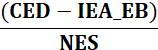 (CED − IEA_EB)
NES